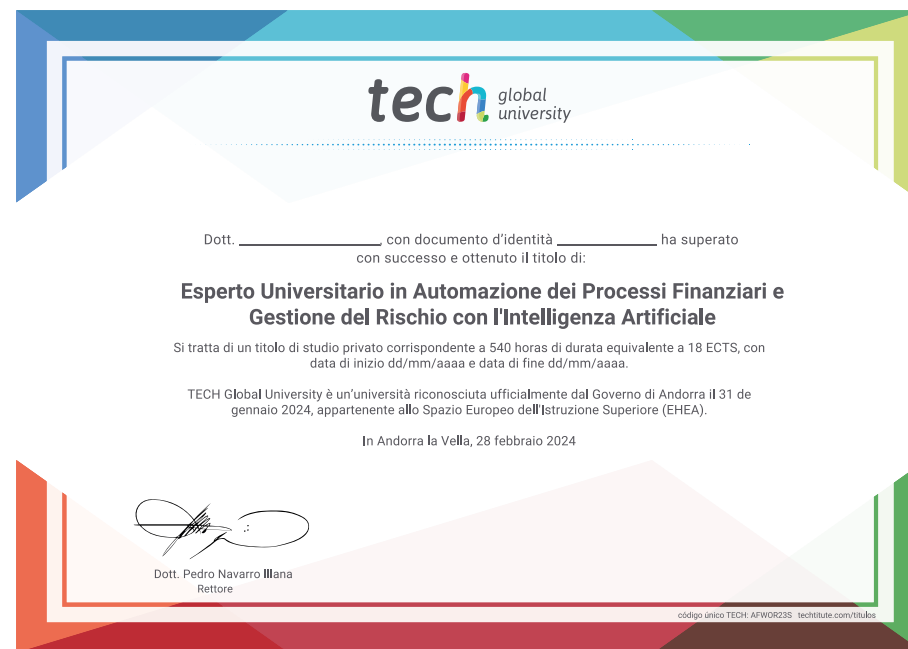 tech global university
Dott. ____________________, con documento d'identità ______________ ha superato
con successo e ottenuto il titolo di:
Esperto Universitario in Automazione dei Processi Finanziari e
Gestione del Rischio con l'Intelligenza Artificiale
Si tratta di un titolo di studio privato corrispondente a 540 horas di durata equivalente a 18 ECTS, con
data di inizio dd/mm/aaaa e data di fine dd/mm/aaaa.
TECH Global University è un'università riconosciuta ufficialmente dal Governo di Andorra il 31 de
gennaio 2024, appartenente allo Spazio Europeo dell'Istruzione Superiore (EHEA).
In Andorra la Vella, 28 febbraio 2024
Dott. Pedro Navarro Illana
Rettore
código único TECH: AFWOR23S techtitute.com/titulos